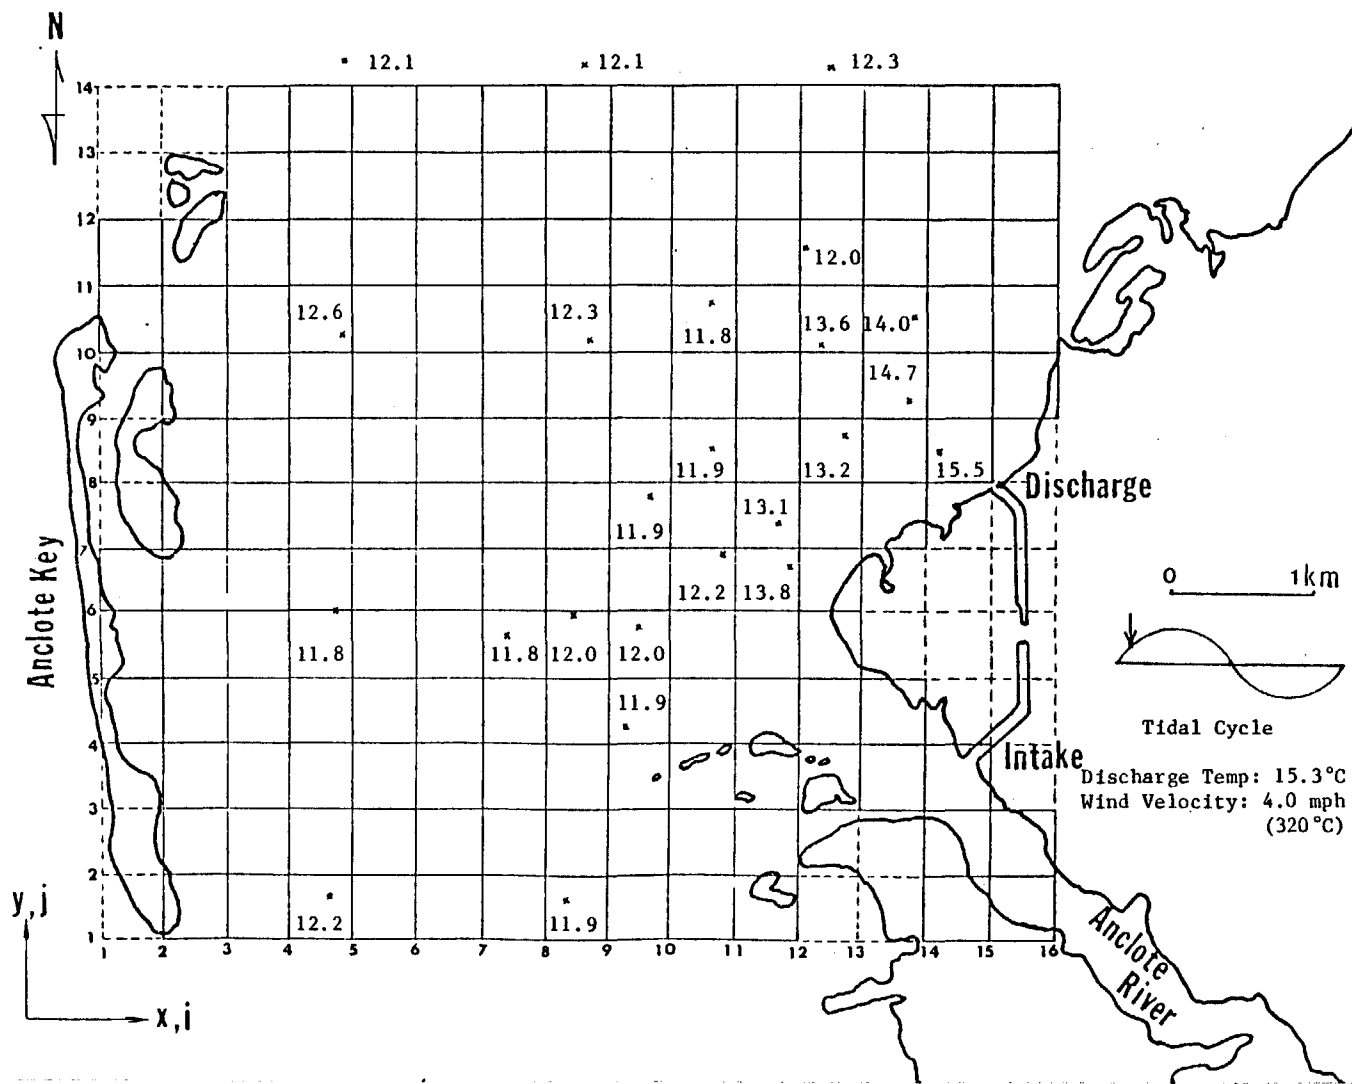 N
12.1 12.1 12.3
14
13
12
12.0
11
12.6 12.3 11.8 13.6 14.0
10
14.7
9
11.9 13.2 15.5
8
Discharge
13.1
11.9
7
Anclote Key
12.2 13.8
0 1km
6
11.8 11.8 12.0 12.0
5
11.9
Tidal Cycle
4
Intake
Discharge Temp: 15.3°C
Wind Velocity: 4.0 mph
(320°C)
3
2
y,j
12.2 11.9
1
1 2 3 4 5 6 7 8 9 10 11 12 13 14 15 16
Anclote
River
x,i